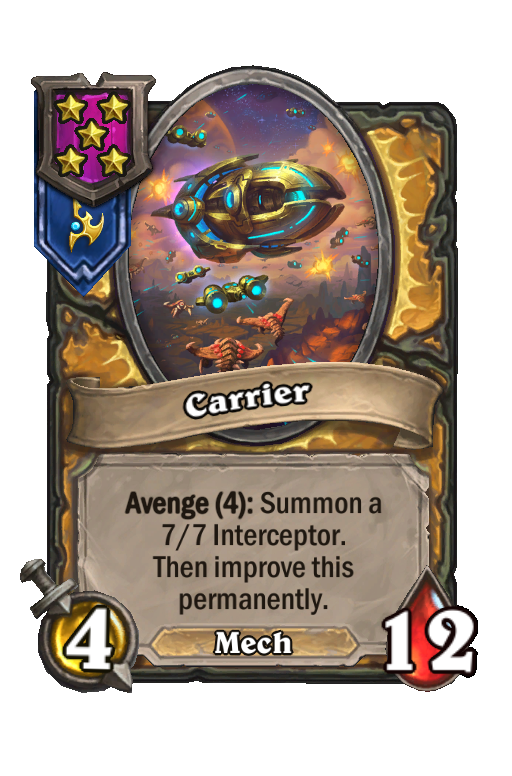 Carrier
Avenge (4): Summon a
7/7 Interceptor.
Then improve this
permanently.
4
Mech
12